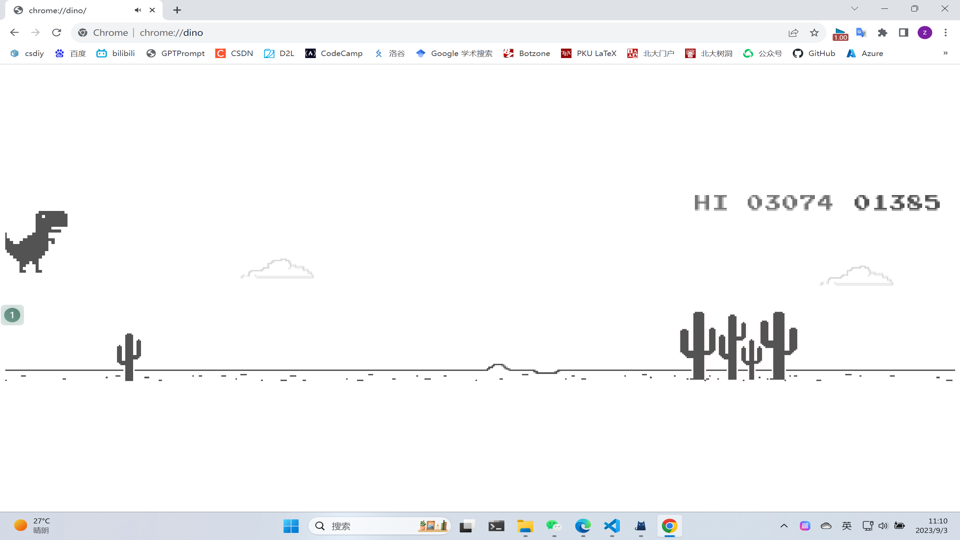 chrome://dino/
Chrome | chrome://dino
1.00
z
csdiy 百度 bilibili GPTPrompt CSDN D2L CodeCamp 洛谷 Google 学术搜索 Botzone PKU LaTeX 北大门户 北大树洞 公众号 GitHub Azure »
HI 03074 01385
1
27°C
晴朗
搜索
英
11:10
2023/9/3